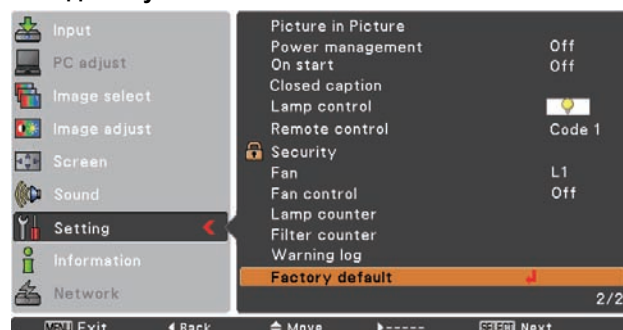 Input
PC adjust
Image select
Image adjust
Screen
Sound
Setting
Information
Network
Picture in Picture
Power management Off
On start Off
Closed caption
Lamp control
Remote control Code 1
Security
Fan L1
Fan control Off
Lamp counter
Filter counter
Warning log
Factory default
2/2
MENU Exit Back Move ----- SELECT Next